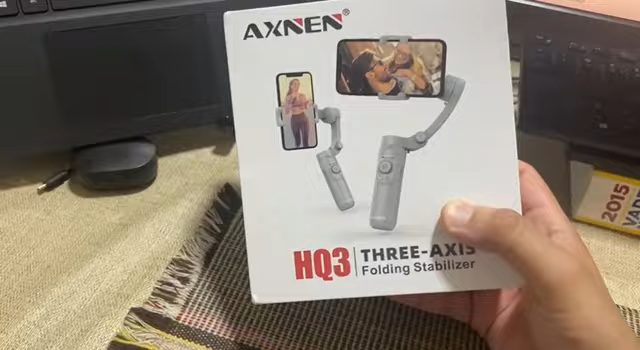 AXNEN®
HQ3
THREE-AXIS
Folding Stabilizer
2015